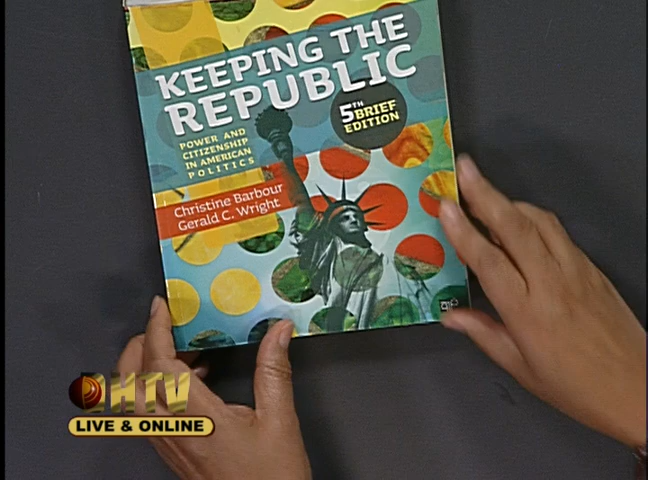 KEEPING THE
REPUBLIC
5TH BRIEF
EDITION
POWER AND
CITIZENSHIP
IN AMERICAN
POLITICS
Christine Barbour
Gerald C. Wright
HTV
LIVE & ONLINE